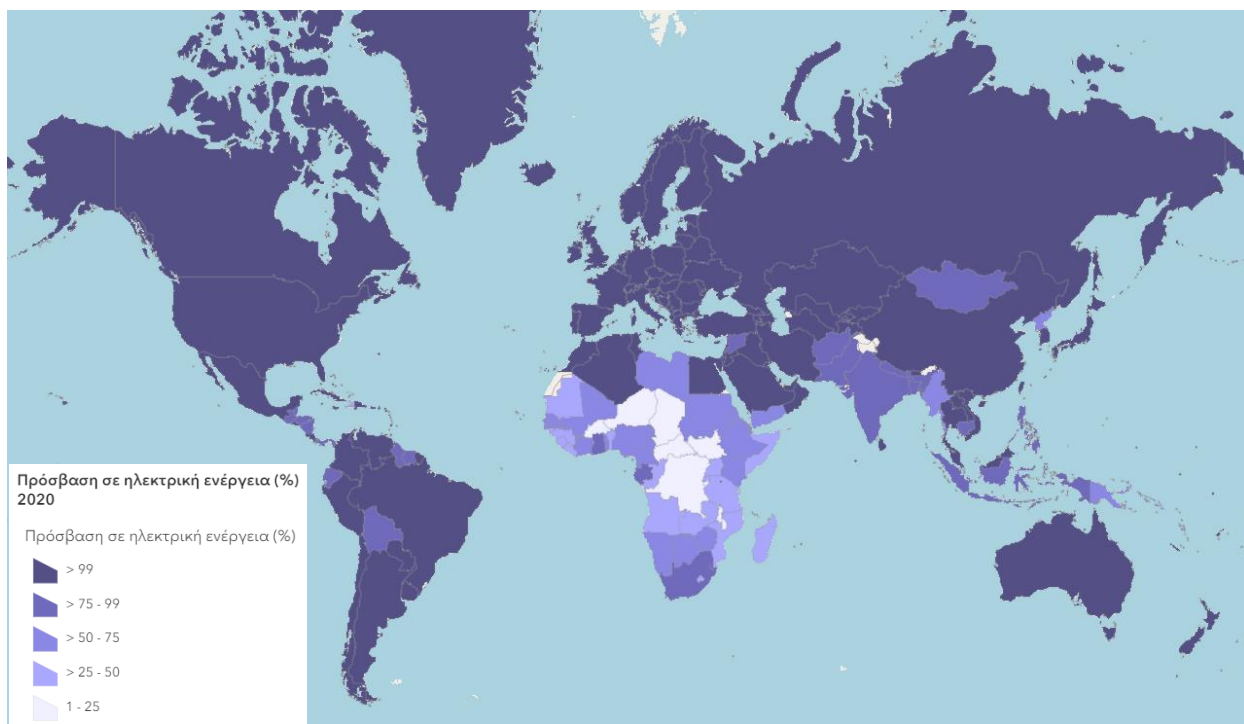 Πρόσβαση σε ηλεκτρική ενέργεια (%)
2020
Πρόσβαση σε ηλεκτρική ενέργεια (%)
> 99
> 75 - 99
> 50 - 75
> 25 - 50
1 - 25